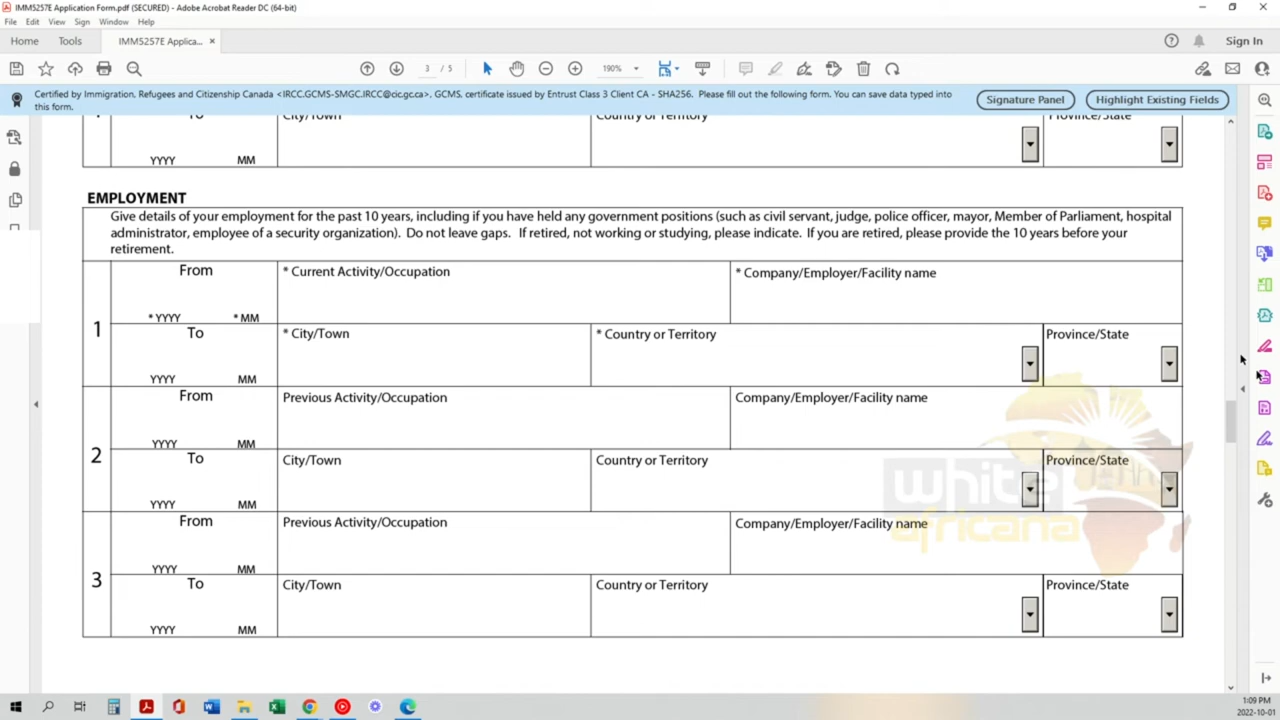 IMM5257E Application Form.pdf (SECURED) - Adobe Acrobat Reader DC (64-bit)
File Edit View Sign Window Help
Home Tools IMM5257E Applica... × Sign In
3 / 5 190%
Certified by Immigration, Refugees and Citizenship Canada <IRCC.GCMS-SMGC.IRCC@cic.gc.ca>, GCMS, certificate issued by Entrust Class 3 Client CA - SHA256. Please fill out the following form. You can save data typed into
this form.
Signature Panel Highlight Existing Fields
To City/Town Country or Territory Province/State
YYYY MM
EMPLOYMENT
Give details of your employment for the past 10 years, including if you have held any government positions (such as civil servant, judge, police officer, mayor, Member of Parliament, hospital
administrator, employee of a security organization). Do not leave gaps. If retired, not working or studying, please indicate. If you are retired, please provide the 10 years before your
retirement.
From * Current Activity/Occupation * Company/Employer/Facility name
* YYYY * MM
1
To * City/Town * Country or Territory Province/State
YYYY MM
From Previous Activity/Occupation Company/Employer/Facility name
YYYY MM
2
To City/Town Country or Territory Province/State
YYYY MM
From Previous Activity/Occupation Company/Employer/Facility name
YYYY MM
3
To City/Town Country or Territory Province/State
YYYY MM
white
africana
1:09 PM
2022-10-01